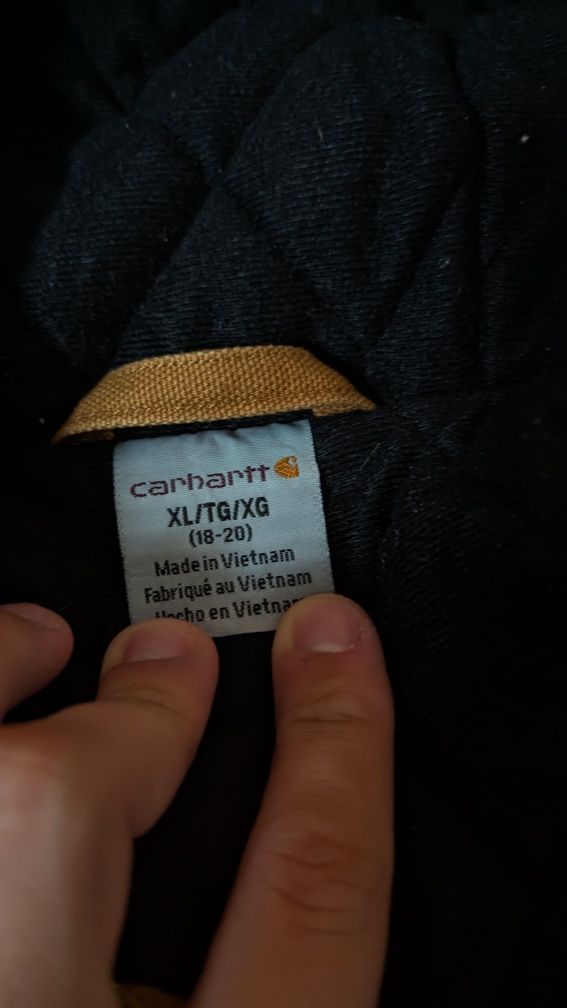 carhartt
XL/TG/XG
(18-20)
Made in Vietnam
Fabriqué au Vietnam
Hecho en Vietnam